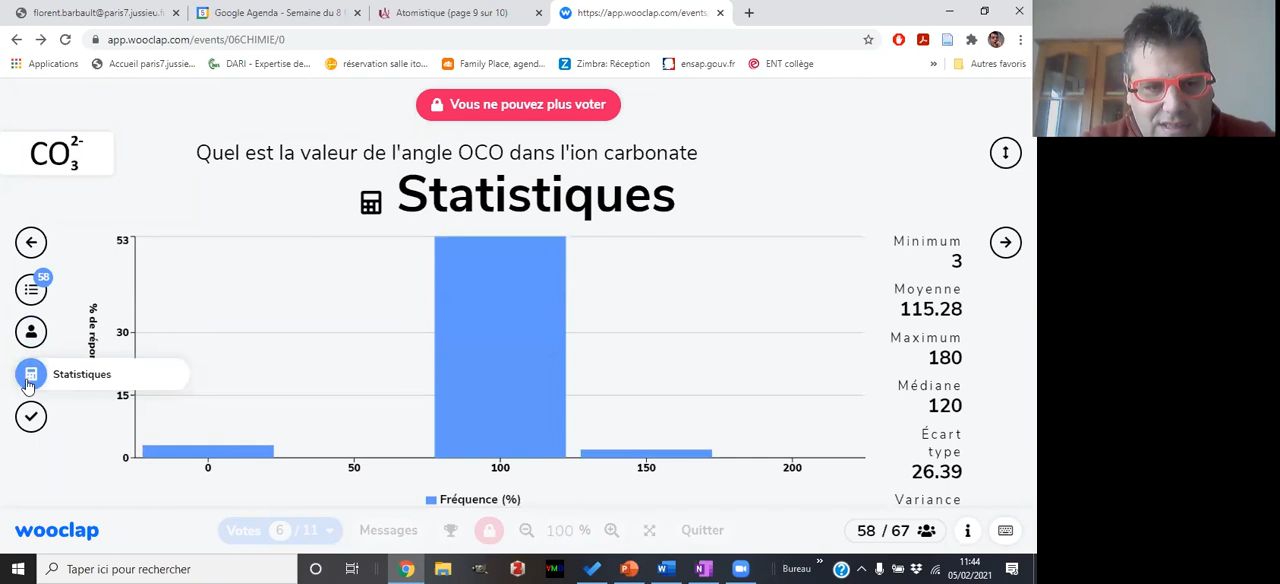 florent.barbault@paris7.jussieu.f
Google Agenda - Semaine du 8
Atomistique (page 9 sur 10)
https://app.wooclap.com/events
app.wooclap.com/events/06CHIMIE/0
Applications
Accueil paris7.jussie...
DARI - Expertise de...
réservation salle ito...
Family Place, agend...
Zimbra: Réception
ensap.gouv.fr
ENT collège
»
Autres favoris
Vous ne pouvez plus voter
CO3 2-
Quel est la valeur de l'angle OCO dans l'ion carbonate
Statistiques
58
Statistiques
% de répon
53
30
15
0
0
50
100
150
200
Fréquence (%)
Minimum
3
Moyenne
115.28
Maximum
180
Médiane
120
Écart
type
26.39
Variance
wooclap
Votes 6 / 11
Messages
100 %
Quitter
58 / 67
Taper ici pour rechercher
Bureau »
11:44
05/02/2021